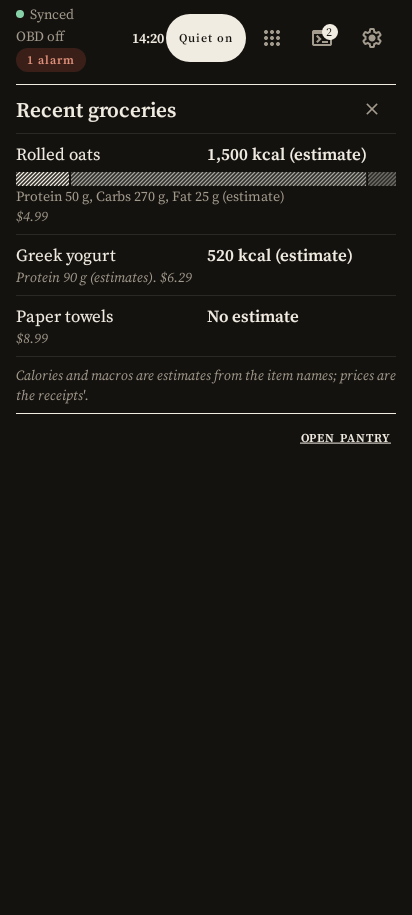 Synced
OBD off
1 alarm
14:20
Quiet on
2
Recent groceries
Rolled oats
1,500 kcal (estimate)
Protein 50 g, Carbs 270 g, Fat 25 g (estimate)
$4.99
Greek yogurt
520 kcal (estimate)
Protein 90 g (estimates). $6.29
Paper towels
No estimate
$8.99
Calories and macros are estimates from the item names; prices are
the receipts'.
OPEN PANTRY